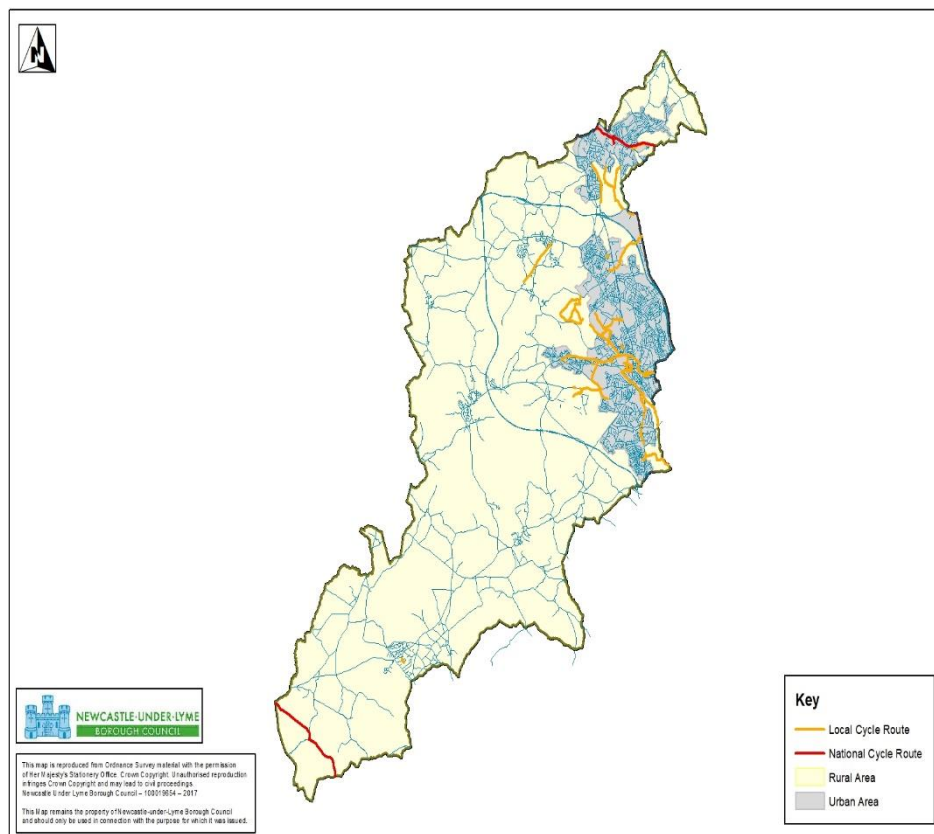 N
Key
Local Cycle Route
National Cycle Route
Rural Area
Urban Area
NEWCASTLE-UNDER-LYME
BOROUGH COUNCIL
This map is reproduced from Ordnance Survey material with the permission
of Her Majesty's Stationery Office. Crown Copyright. Unauthorised reproduction
infringes Crown Copyright and may lead to civil proceedings.
Newcastle Under Lyme Borough Council – 100019654 – 2017
This Map remains the property of Newcastle-under-Lyme Borough Council
and should only be used in connection with the purpose for which it was issued.